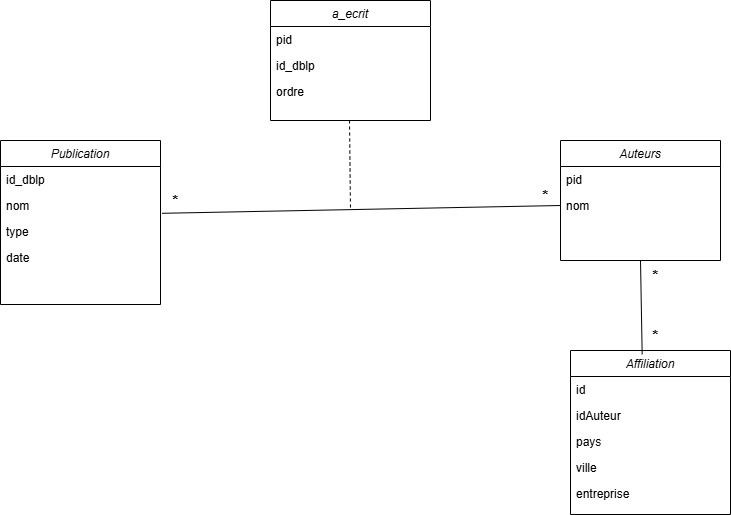 a_ecrit
pid
id_dblp
ordre
Publication
id_dblp
nom
type
date
*
*
Auteurs
pid
nom
*
*
Affiliation
id
idAuteur
pays
ville
entreprise